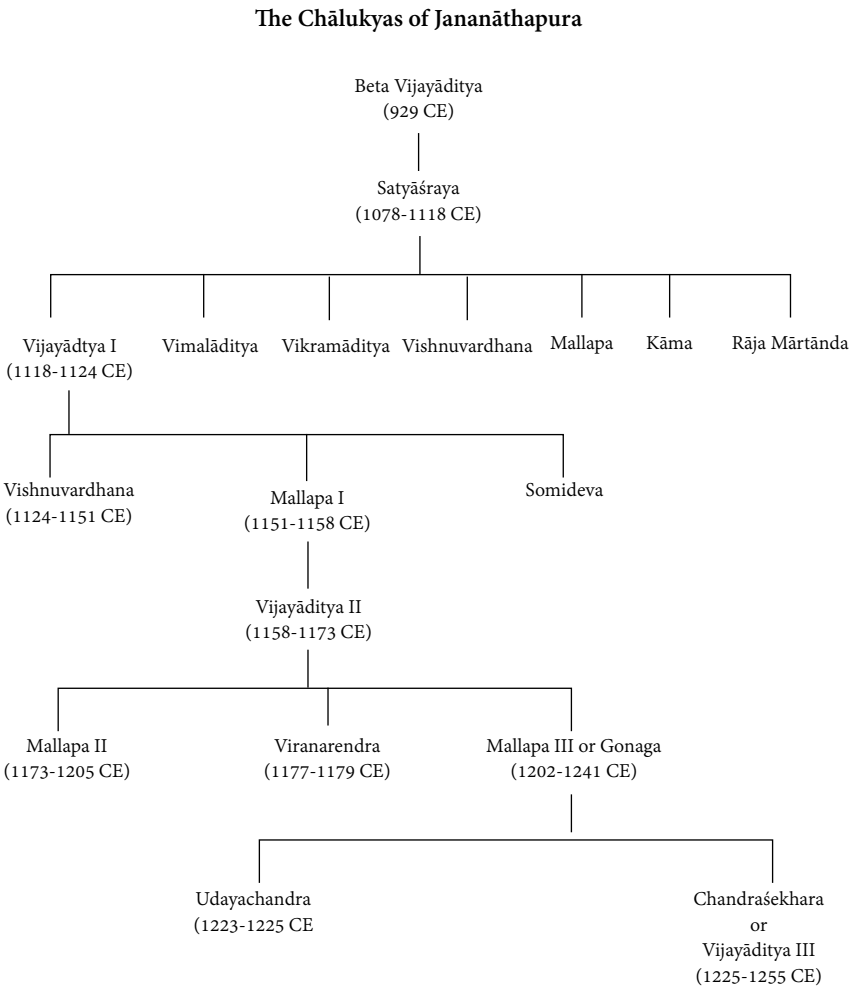 The Chālukyas of Jananāthapura
Beta Vijayāditya
(929 CE)
Satyāśraya
(1078-1118 CE)
Vijayādtya I
(1118-1124 CE)
Vimalāditya
Vikramāditya
Vishnuvardhana
Mallapa
Kāma
Rāja Mārtānda
Vishnuvardhana
(1124-1151 CE)
Mallapa I
(1151-1158 CE)
Somideva
Vijayāditya II
(1158-1173 CE)
Mallapa II
(1173-1205 CE)
Viranarendra
(1177-1179 CE)
Mallapa III or Gonaga
(1202-1241 CE)
Udayachandra
(1223-1225 CE
Chandraśekhara
or
Vijayāditya III
(1225-1255 CE)